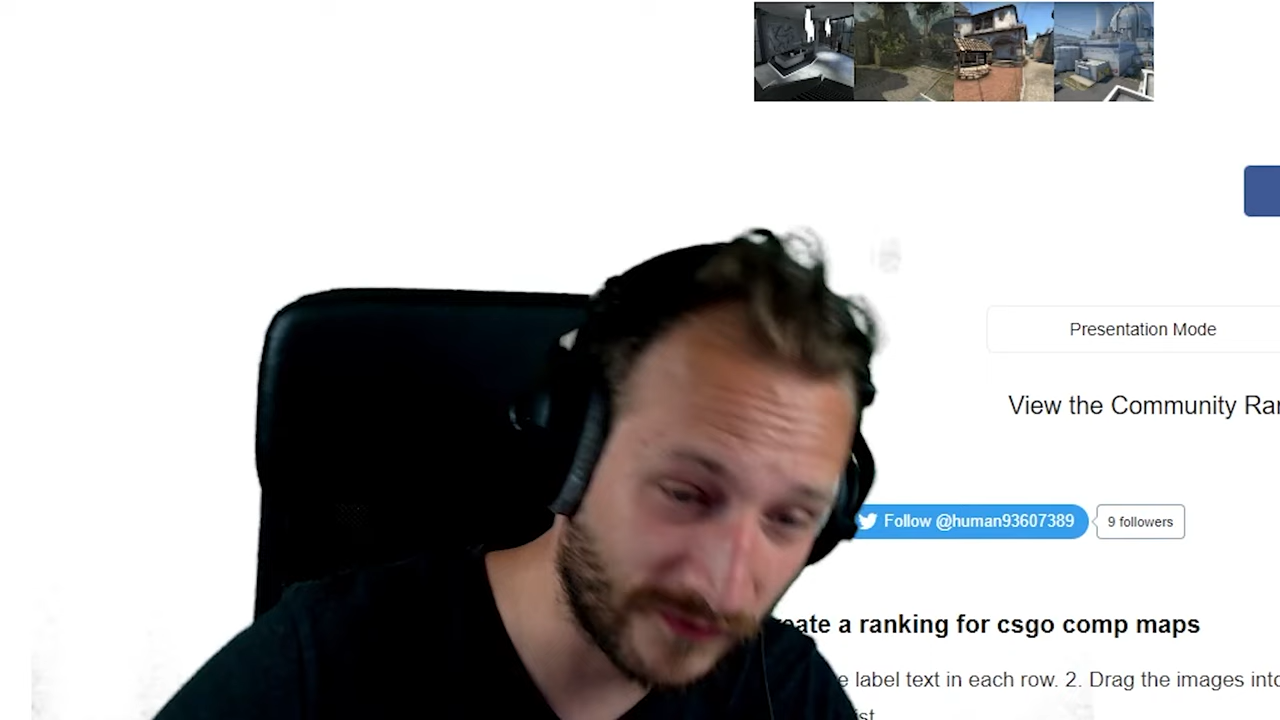 Presentation Mode
View the Community Ra
Follow @human93607389
9 followers
eate a ranking for csgo comp maps
e label text in each row. 2. Drag the images into
ist.